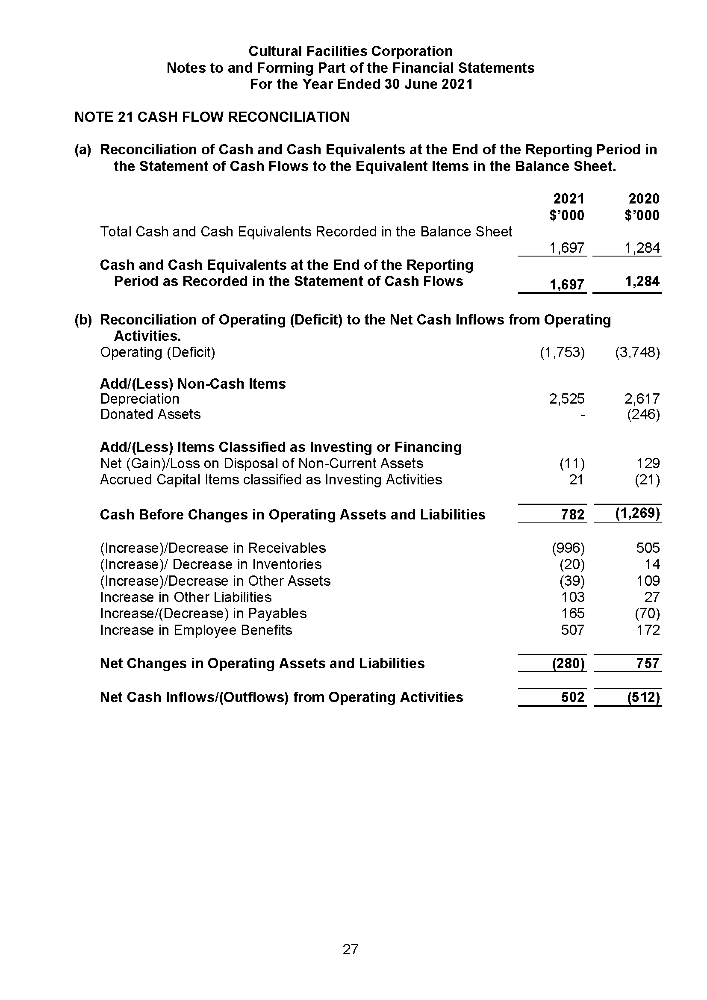 Cultural Facilities Corporation
Notes to and Forming Part of the Financial Statements
For the Year Ended 30 June 2021
NOTE 21 CASH FLOW RECONCILIATION
(a) Reconciliation of Cash and Cash Equivalents at the End of the Reporting Period in
the Statement of Cash Flows to the Equivalent Items in the Balance Sheet.
2021 2020
$’000 $’000
Total Cash and Cash Equivalents Recorded in the Balance Sheet
1,697 1,284
Cash and Cash Equivalents at the End of the Reporting
Period as Recorded in the Statement of Cash Flows 1,697 1,284
(b) Reconciliation of Operating (Deficit) to the Net Cash Inflows from Operating
Activities.
Operating (Deficit) (1,753) (3,748)
Add/(Less) Non-Cash Items
Depreciation 2,525 2,617
Donated Assets - (246)
Add/(Less) Items Classified as Investing or Financing
Net (Gain)/Loss on Disposal of Non-Current Assets (11) 129
Accrued Capital Items classified as Investing Activities 21 (21)
Cash Before Changes in Operating Assets and Liabilities 782 (1,269)
(Increase)/Decrease in Receivables (996) 505
(Increase)/ Decrease in Inventories (20) 14
(Increase)/Decrease in Other Assets (39) 109
Increase in Other Liabilities 103 27
Increase/(Decrease) in Payables 165 (70)
Increase in Employee Benefits 507 172
Net Changes in Operating Assets and Liabilities (280) 757
Net Cash Inflows/(Outflows) from Operating Activities 502 (512)
27